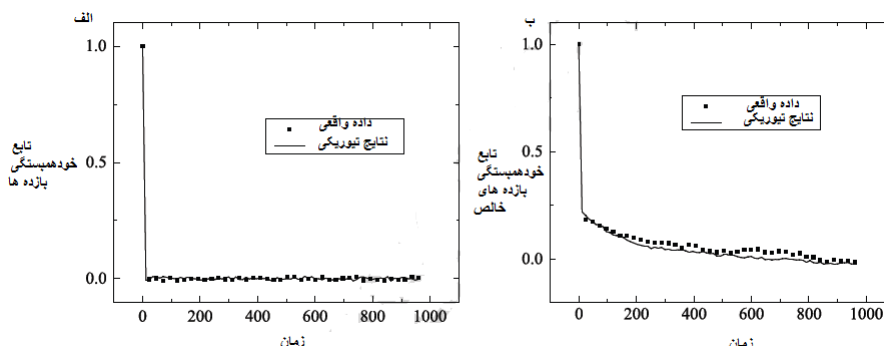 الف
1.0
0.5
0.0
تابع
خودهمبستگی
بازده ها
داده واقعی
نتایج تیوریکی
0 200 400 600 800 1000
زمان
ب
1.0
0.5
0.0
تابع
خودهمبستگی
بازده های
خالص
داده واقعی
نتایج تیوریکی
0 200 400 600 800 1000
زمان